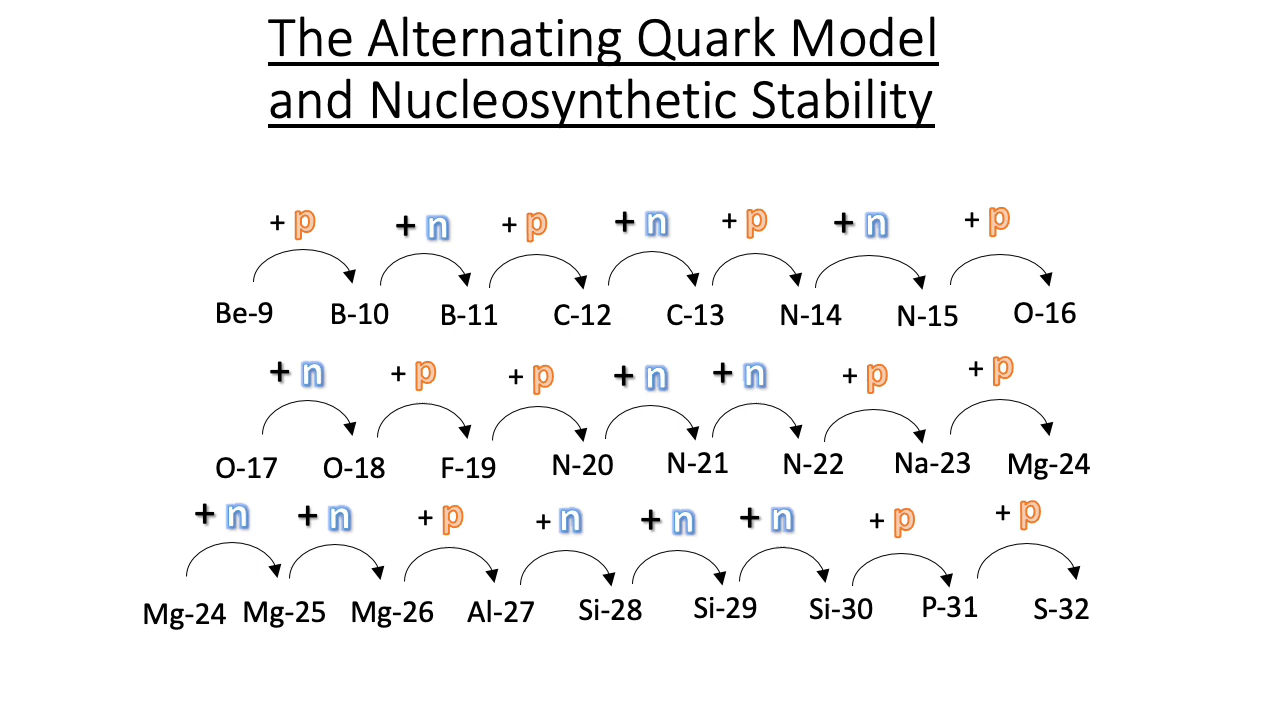 The Alternating Quark Model
and Nucleosynthetic Stability
+ p + n + p + n + p + n + p
Be-9 B-10 B-11 C-12 C-13 N-14 N-15 O-16
+ n + p + p + n + n + p + p
O-17 O-18 F-19 N-20 N-21 N-22 Na-23 Mg-24
+ n + n + p + n + n + n + p + p
Mg-24 Mg-25 Mg-26 Al-27 Si-28 Si-29 Si-30 P-31 S-32